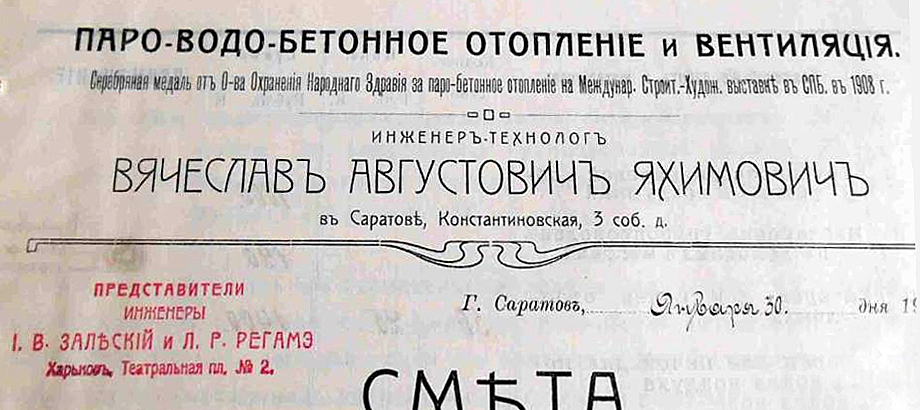 ПАРО-ВОДО-БЕТОННОЕ ОТОПЛЕНІЕ и ВЕНТИЛЯЦІЯ.
Серебряная медаль отъ О-ва Охраненія Народнаго Здравія за паро-бетонное отопленіе на Междунар. Строит.-Худож. выставкѣ въ СПБ. въ 1908 г.
ИНЖЕНЕРЪ-ТЕХНОЛОГЪ
ВЯЧЕСЛАВЪ АВГУСТОВИЧЪ ЯХИМОВИЧЪ
въ Саратовѣ, Константиновская, 3 соб. д.
Г. Саратовъ, Января 30. дня 1
ПРЕДСТАВИТЕЛИ
ИНЖЕНЕРЫ
І. В. ЗАЛѢСКІЙ и Л. Р. РЕГАМЭ
Харьковъ, Театральная пл. № 2.
СМѢТА